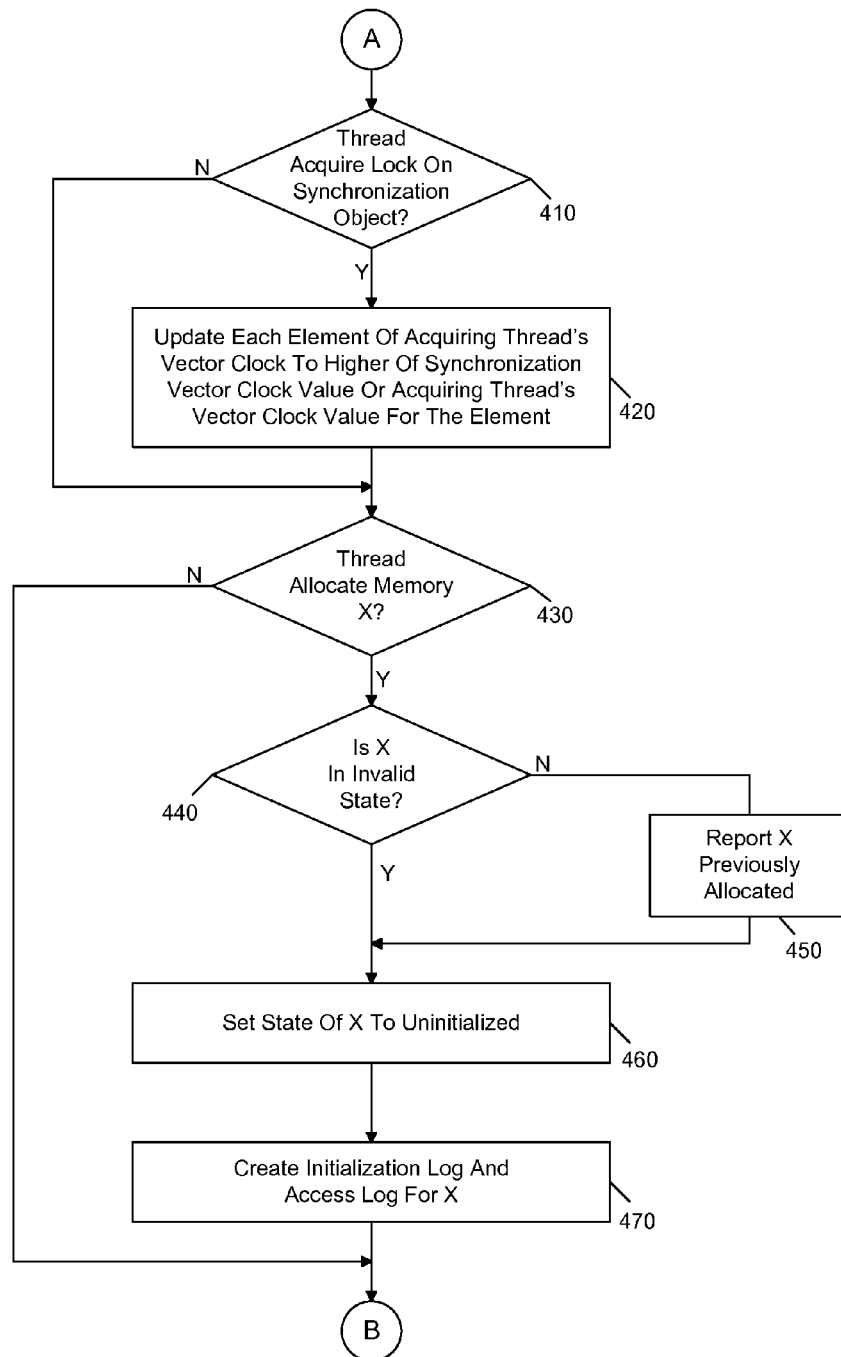 A
Thread
Acquire Lock On
Synchronization
Object?
N
410
Y
Update Each Element Of Acquiring Thread's
Vector Clock To Higher Of Synchronization
Vector Clock Value Or Acquiring Thread's
Vector Clock Value For The Element
420
Thread
Allocate Memory
X?
N
430
Y
Is X
In Invalid
State?
N
440
Y
Report X
Previously
Allocated
450
Set State Of X To Uninitialized
460
Create Initialization Log And
Access Log For X
470
B